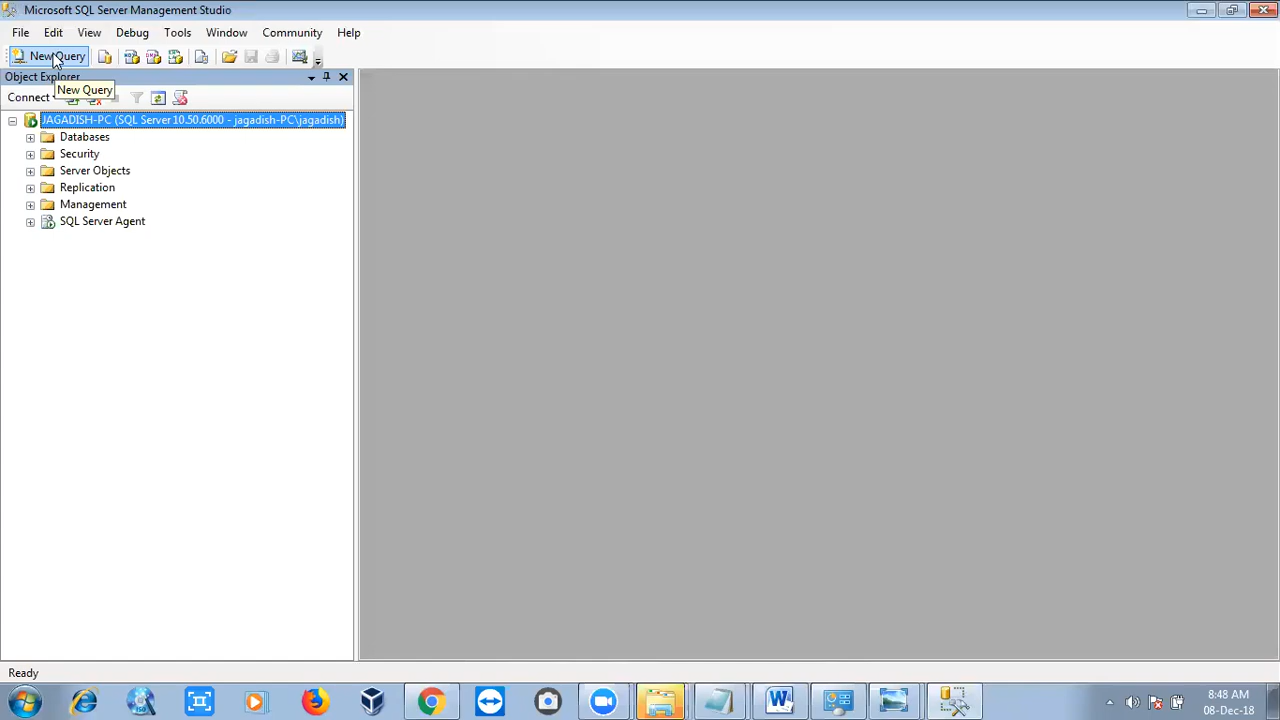 Microsoft SQL Server Management Studio
File Edit View Debug Tools Window Community Help
New Query
Object Explorer
New Query
Connect
JAGADISH-PC (SQL Server 10.50.6000 - jagadish-PC\jagadish)
Databases
Security
Server Objects
Replication
Management
SQL Server Agent
Ready
8:48 AM
08-Dec-18